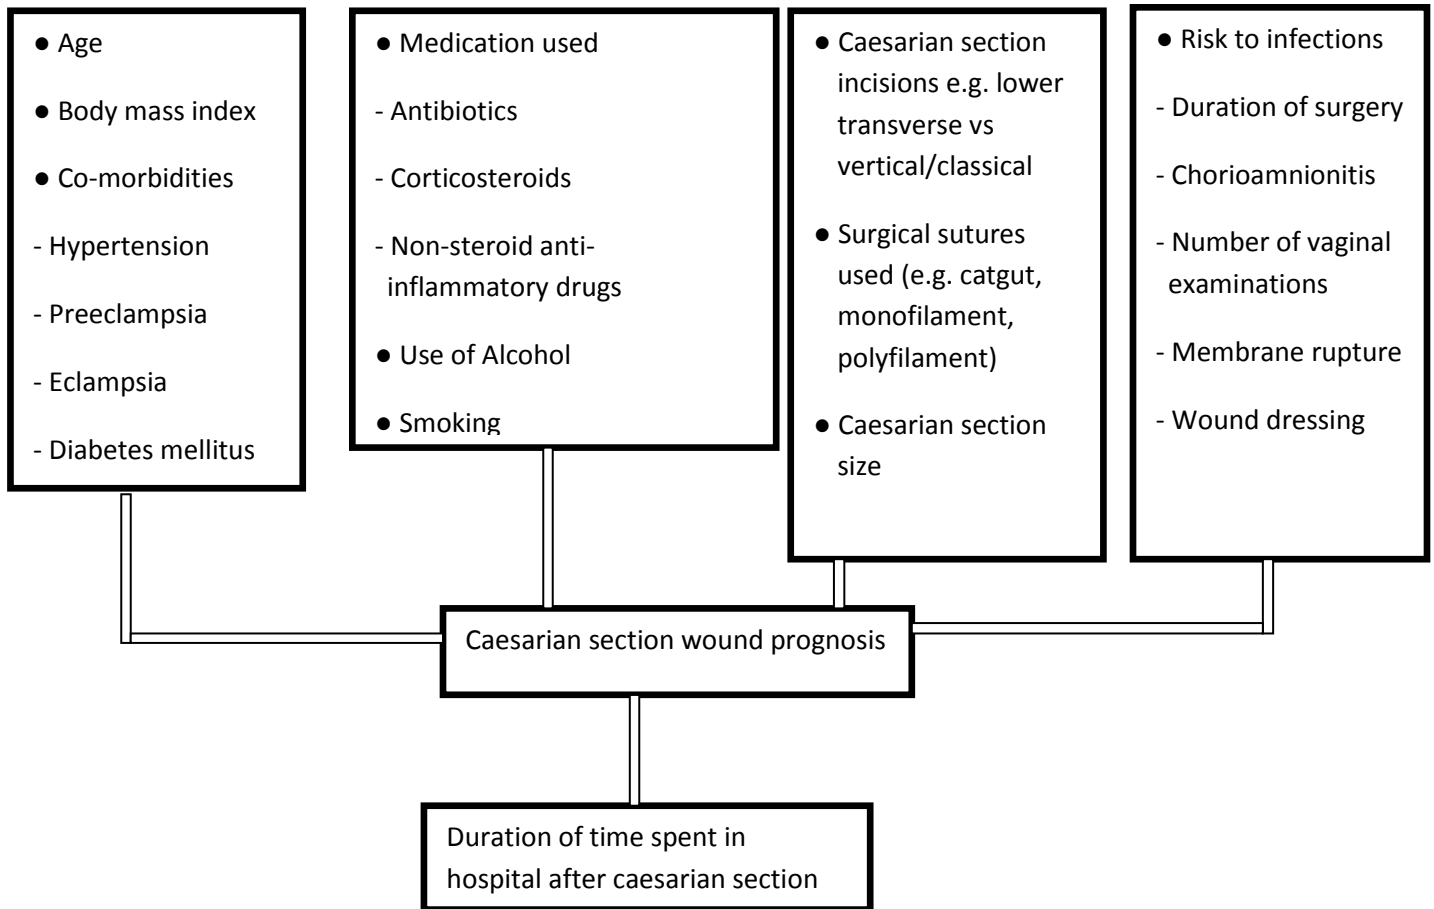 ● Age
● Body mass index
● Co-morbidities
- Hypertension
- Preeclampsia
- Eclampsia
- Diabetes mellitus
● Medication used
- Antibiotics
- Corticosteroids
- Non-steroid anti-
inflammatory drugs
● Use of Alcohol
● Smoking
● Caesarian section
incisions e.g. lower
transverse vs
vertical/classical
● Surgical sutures
used (e.g. catgut,
monofilament,
polyfilament)
● Caesarian section
size
● Risk to infections
- Duration of surgery
- Chorioamnionitis
- Number of vaginal
examinations
- Membrane rupture
- Wound dressing
Caesarian section wound prognosis
Duration of time spent in
hospital after caesarian section